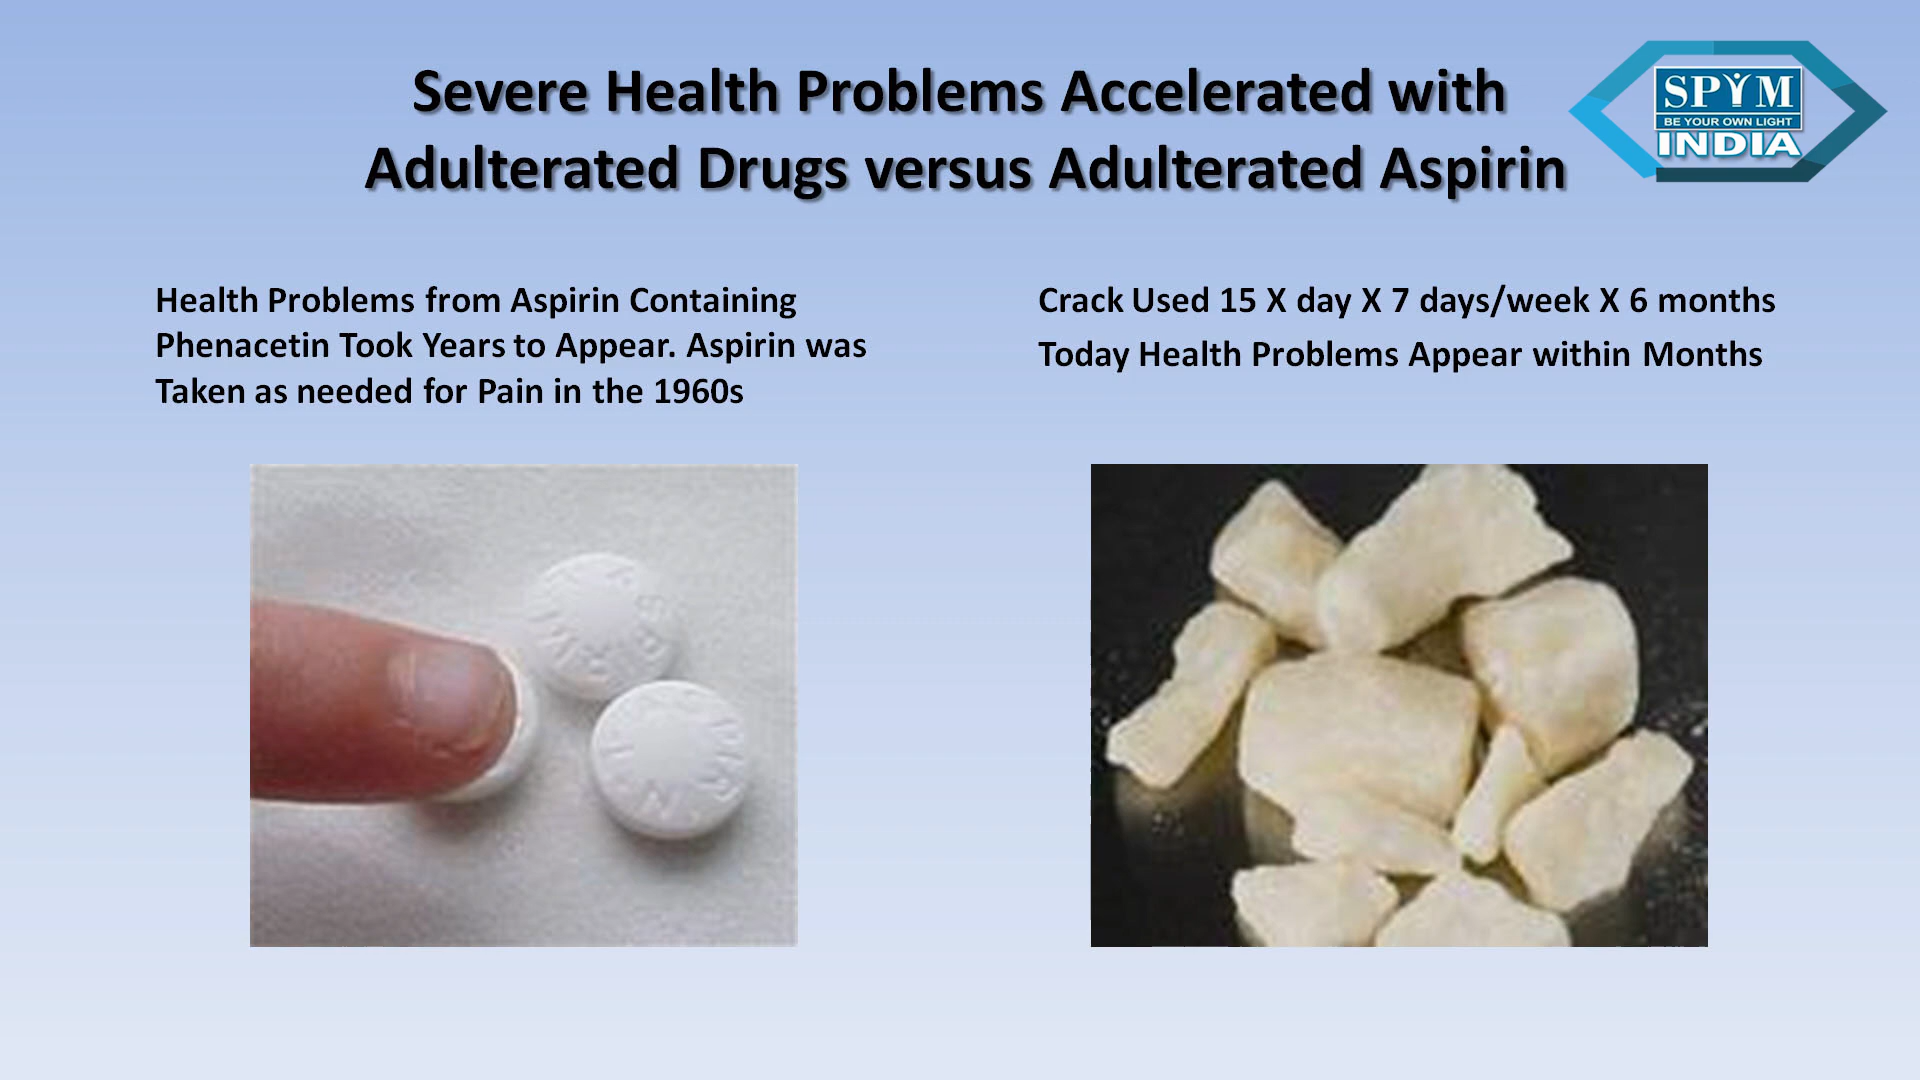 Severe Health Problems Accelerated with
Adulterated Drugs versus Adulterated Aspirin
SPYM
BE YOUR OWN LIGHT
INDIA
Health Problems from Aspirin Containing
Phenacetin Took Years to Appear. Aspirin was
Taken as needed for Pain in the 1960s
Crack Used 15 X day X 7 days/week X 6 months
Today Health Problems Appear within Months